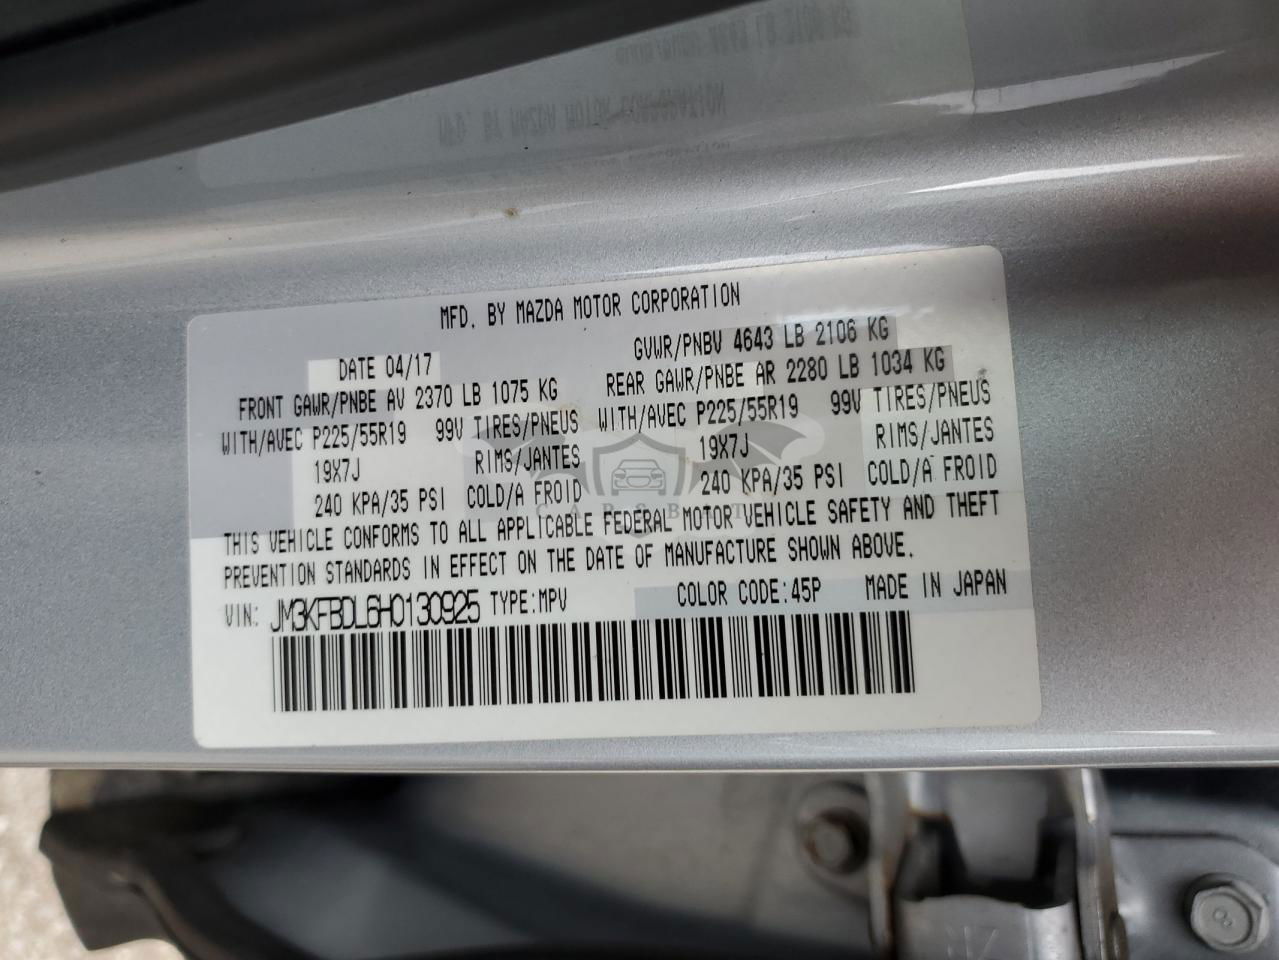 MFD. BY MAZDA MOTOR CORPORATION
DATE 04/17 GVWR/PNBV 4643 LB 2106 KG
FRONT GAWR/PNBE AV 2370 LB 1075 KG REAR GAWR/PNBE AR 2280 LB 1034 KG
WITH/AVEC P225/55R19 99V TIRES/PNEUS WITH/AVEC P225/55R19 99V TIRES/PNEUS
19X7J RIMS/JANTES 19X7J RIMS/JANTES
240 KPA/35 PSI COLD/A FROID 240 KPA/35 PSI COLD/A FROID
THIS VEHICLE CONFORMS TO ALL APPLICABLE FEDERAL MOTOR VEHICLE SAFETY AND THEFT
PREVENTION STANDARDS IN EFFECT ON THE DATE OF MANUFACTURE SHOWN ABOVE.
VIN: JM3KFBDL6H0130925 TYPE:MPV COLOR CODE:45P MADE IN JAPAN
8